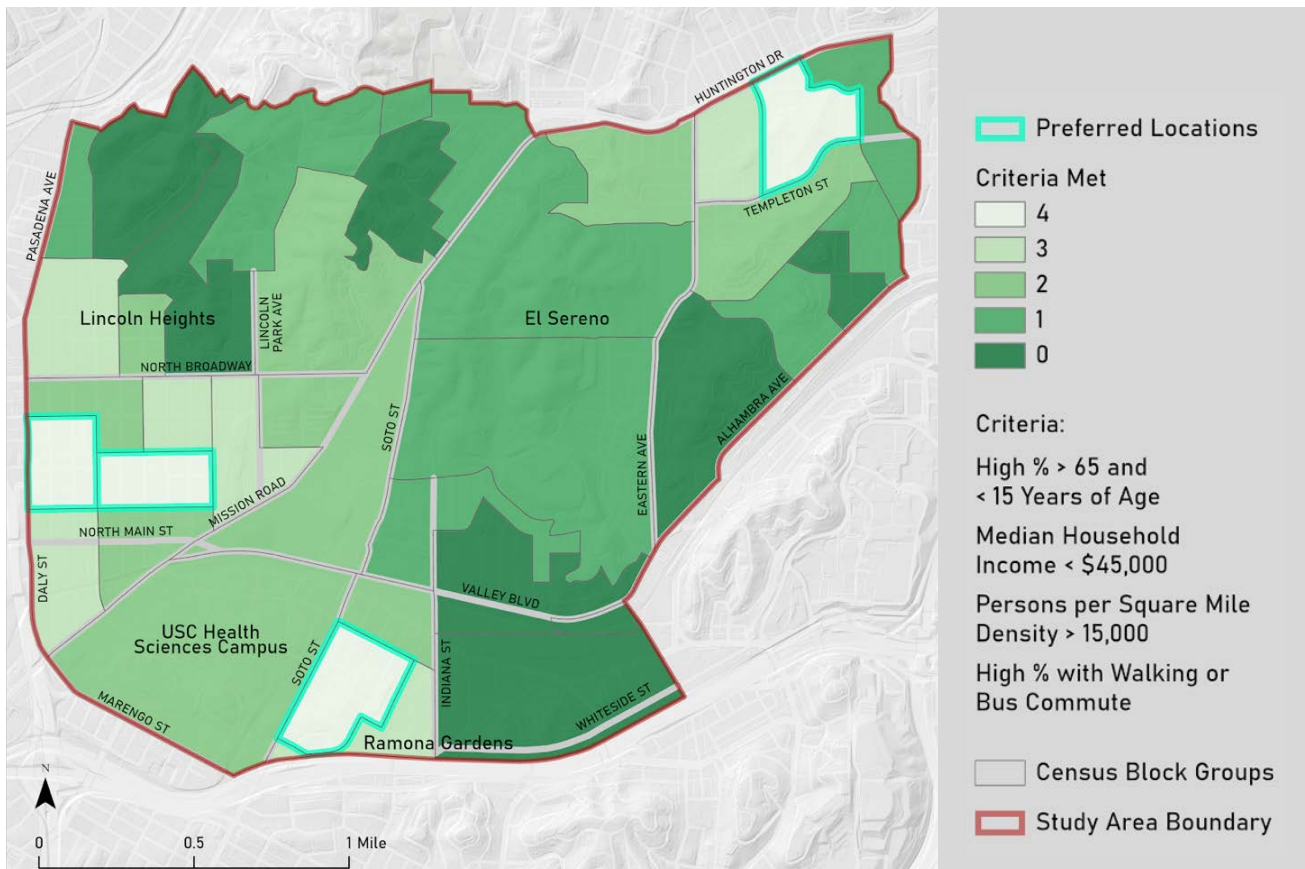 HUNTINGTON DR
PASADENA AVE
TEMPLETON ST
Lincoln Heights
LINCOLN
PARK AVE
El Sereno
NORTH BROADWAY
SOTO ST
ALHAMBRA AVE
EASTERN AVE
MISSION ROAD
NORTH MAIN ST
DALY ST
VALLEY BLVD
USC Health
Sciences Campus
SOTO ST
INDIANA ST
MARENGO ST
WHITESIDE ST
Ramona Gardens
N
0 0.5 1 Mile
Preferred Locations
Criteria Met
4
3
2
1
0
Criteria:
High % > 65 and
< 15 Years of Age
Median Household
Income < $45,000
Persons per Square Mile
Density > 15,000
High % with Walking or
Bus Commute
Census Block Groups
Study Area Boundary